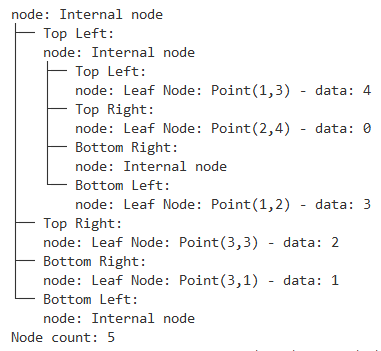 node: Internal node
├── Top Left:
node: Internal node
├── Top Left:
node: Leaf Node: Point(1,3) - data: 4
├── Top Right:
node: Leaf Node: Point(2,4) - data: 0
├── Bottom Right:
node: Internal node
└── Bottom Left:
node: Leaf Node: Point(1,2) - data: 3
├── Top Right:
node: Leaf Node: Point(3,3) - data: 2
├── Bottom Right:
node: Leaf Node: Point(3,1) - data: 1
└── Bottom Left:
node: Internal node
Node count: 5